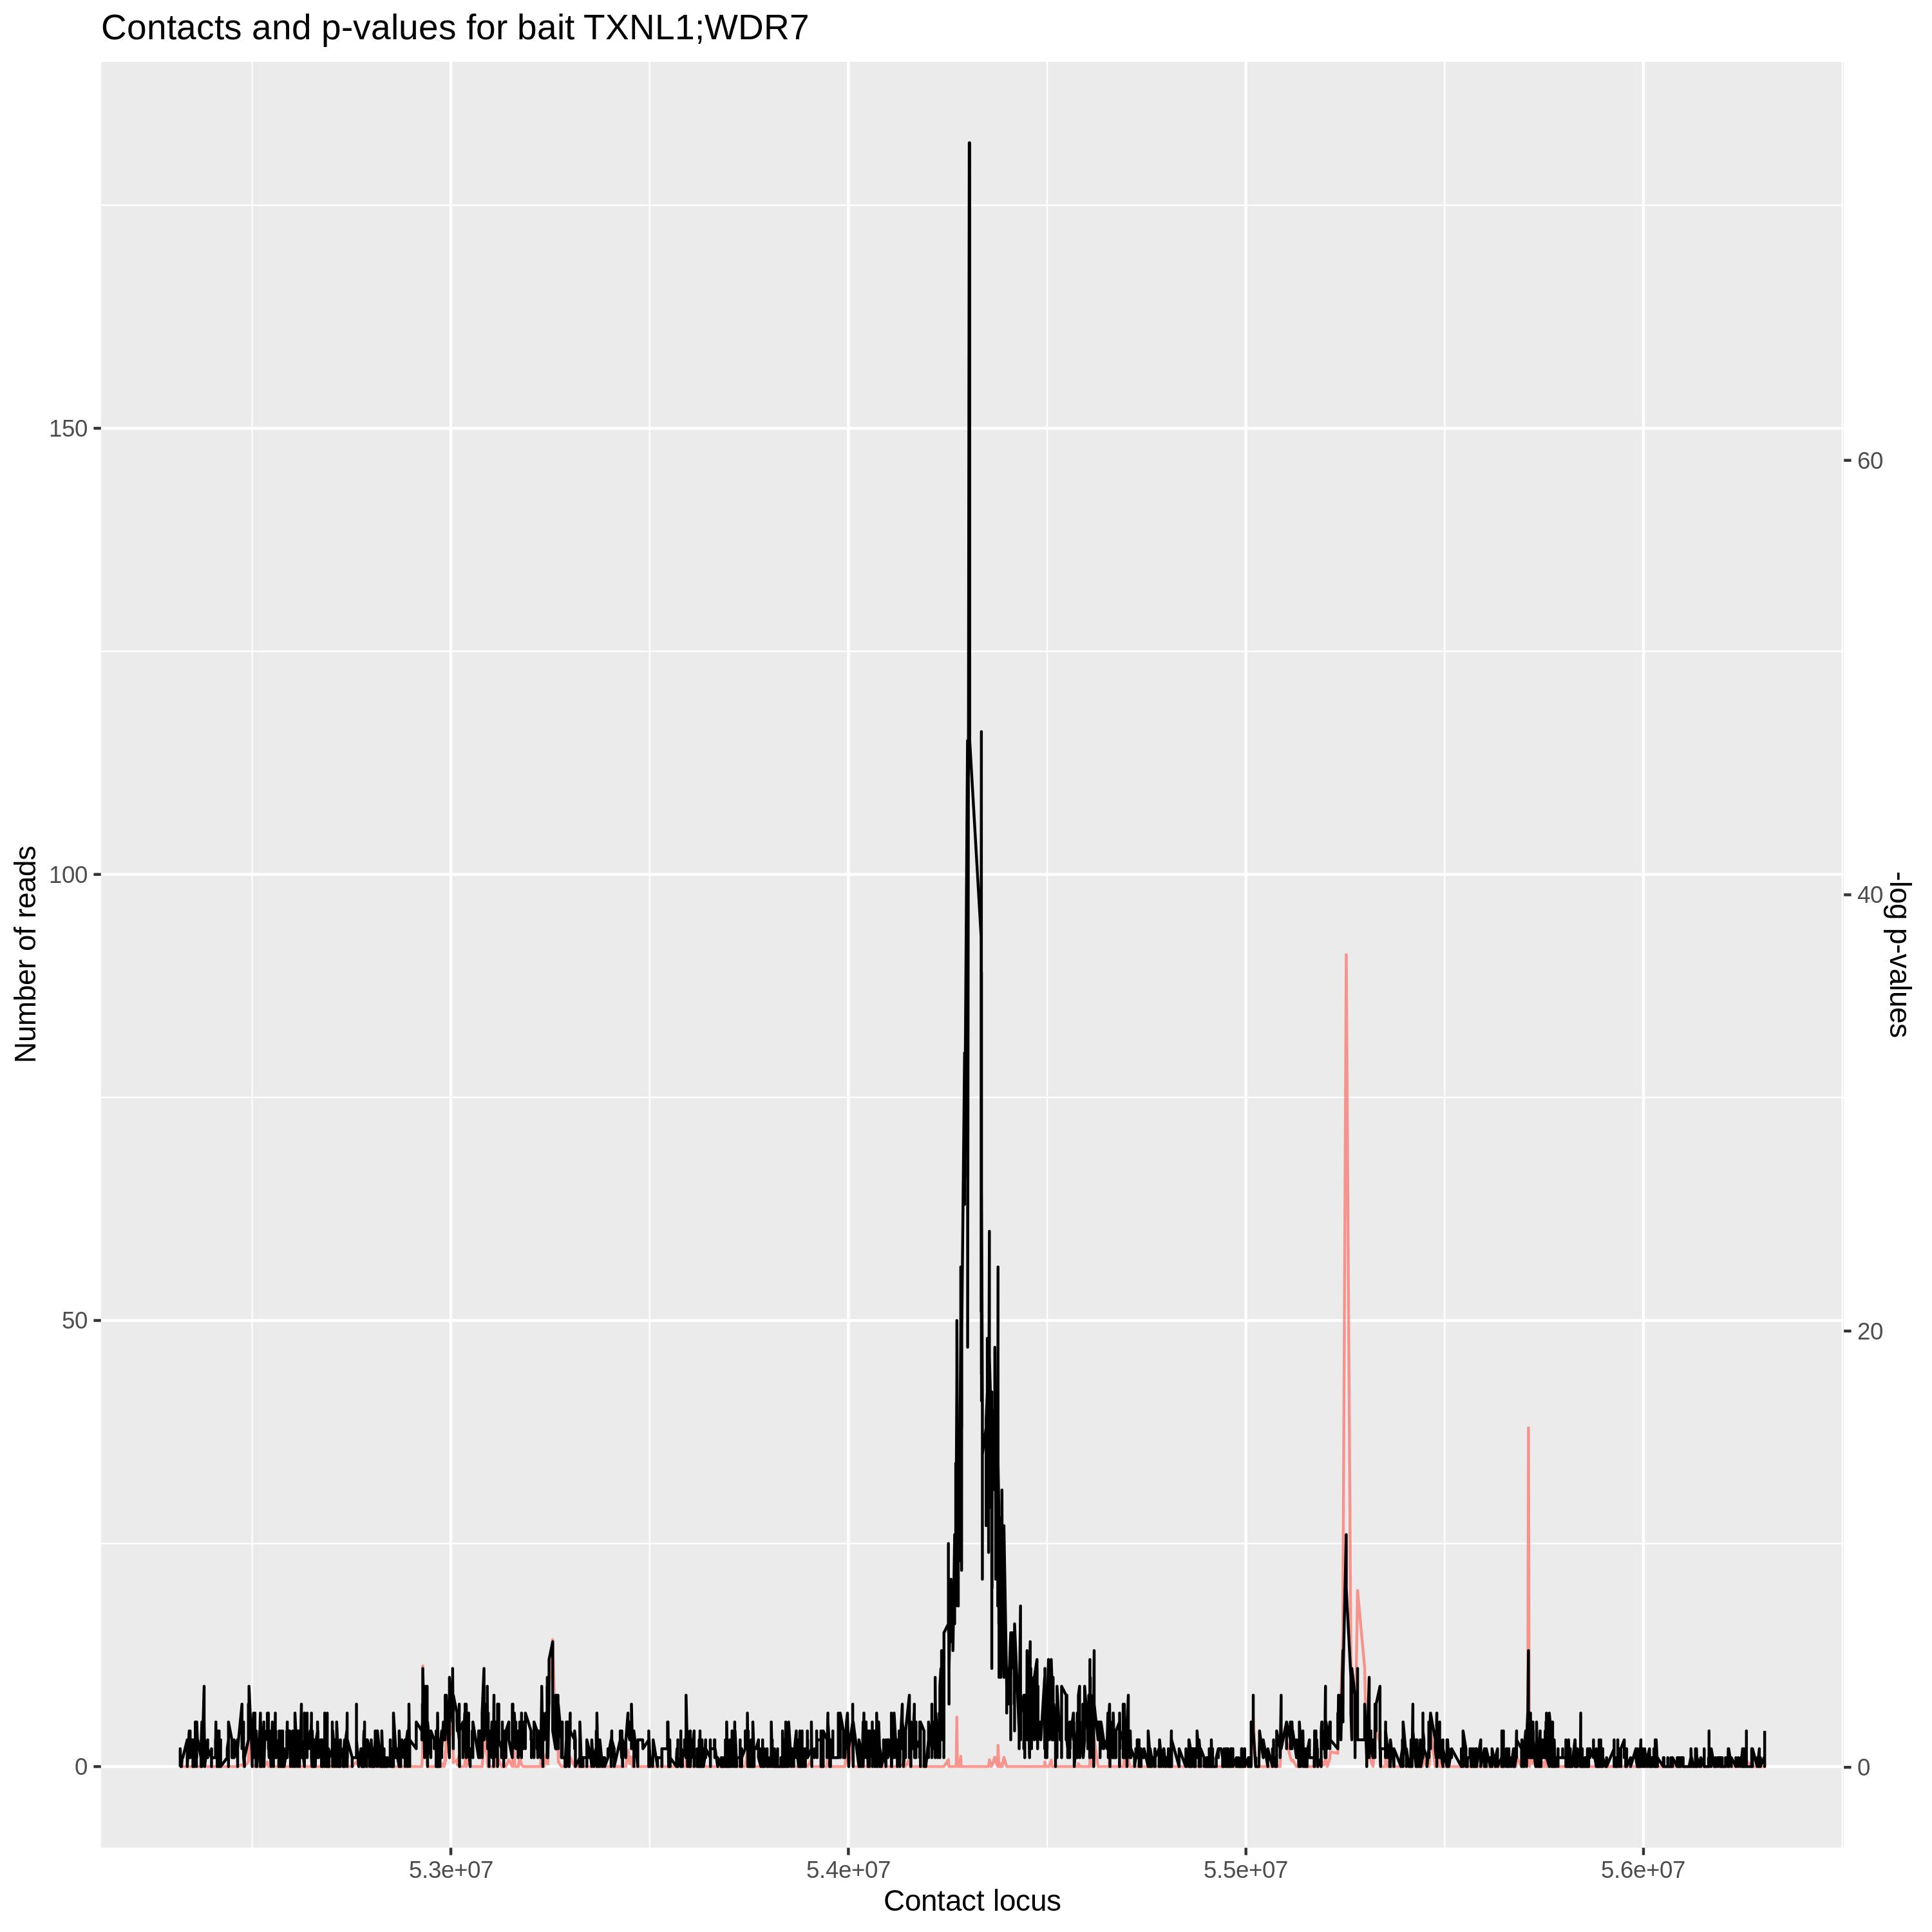 Contacts and p-values for bait TXNL1;WDR7
150
100
50
0
Number of reads
60
40
20
0
-log p-values
5.3e+07
5.4e+07
5.5e+07
5.6e+07
Contact locus